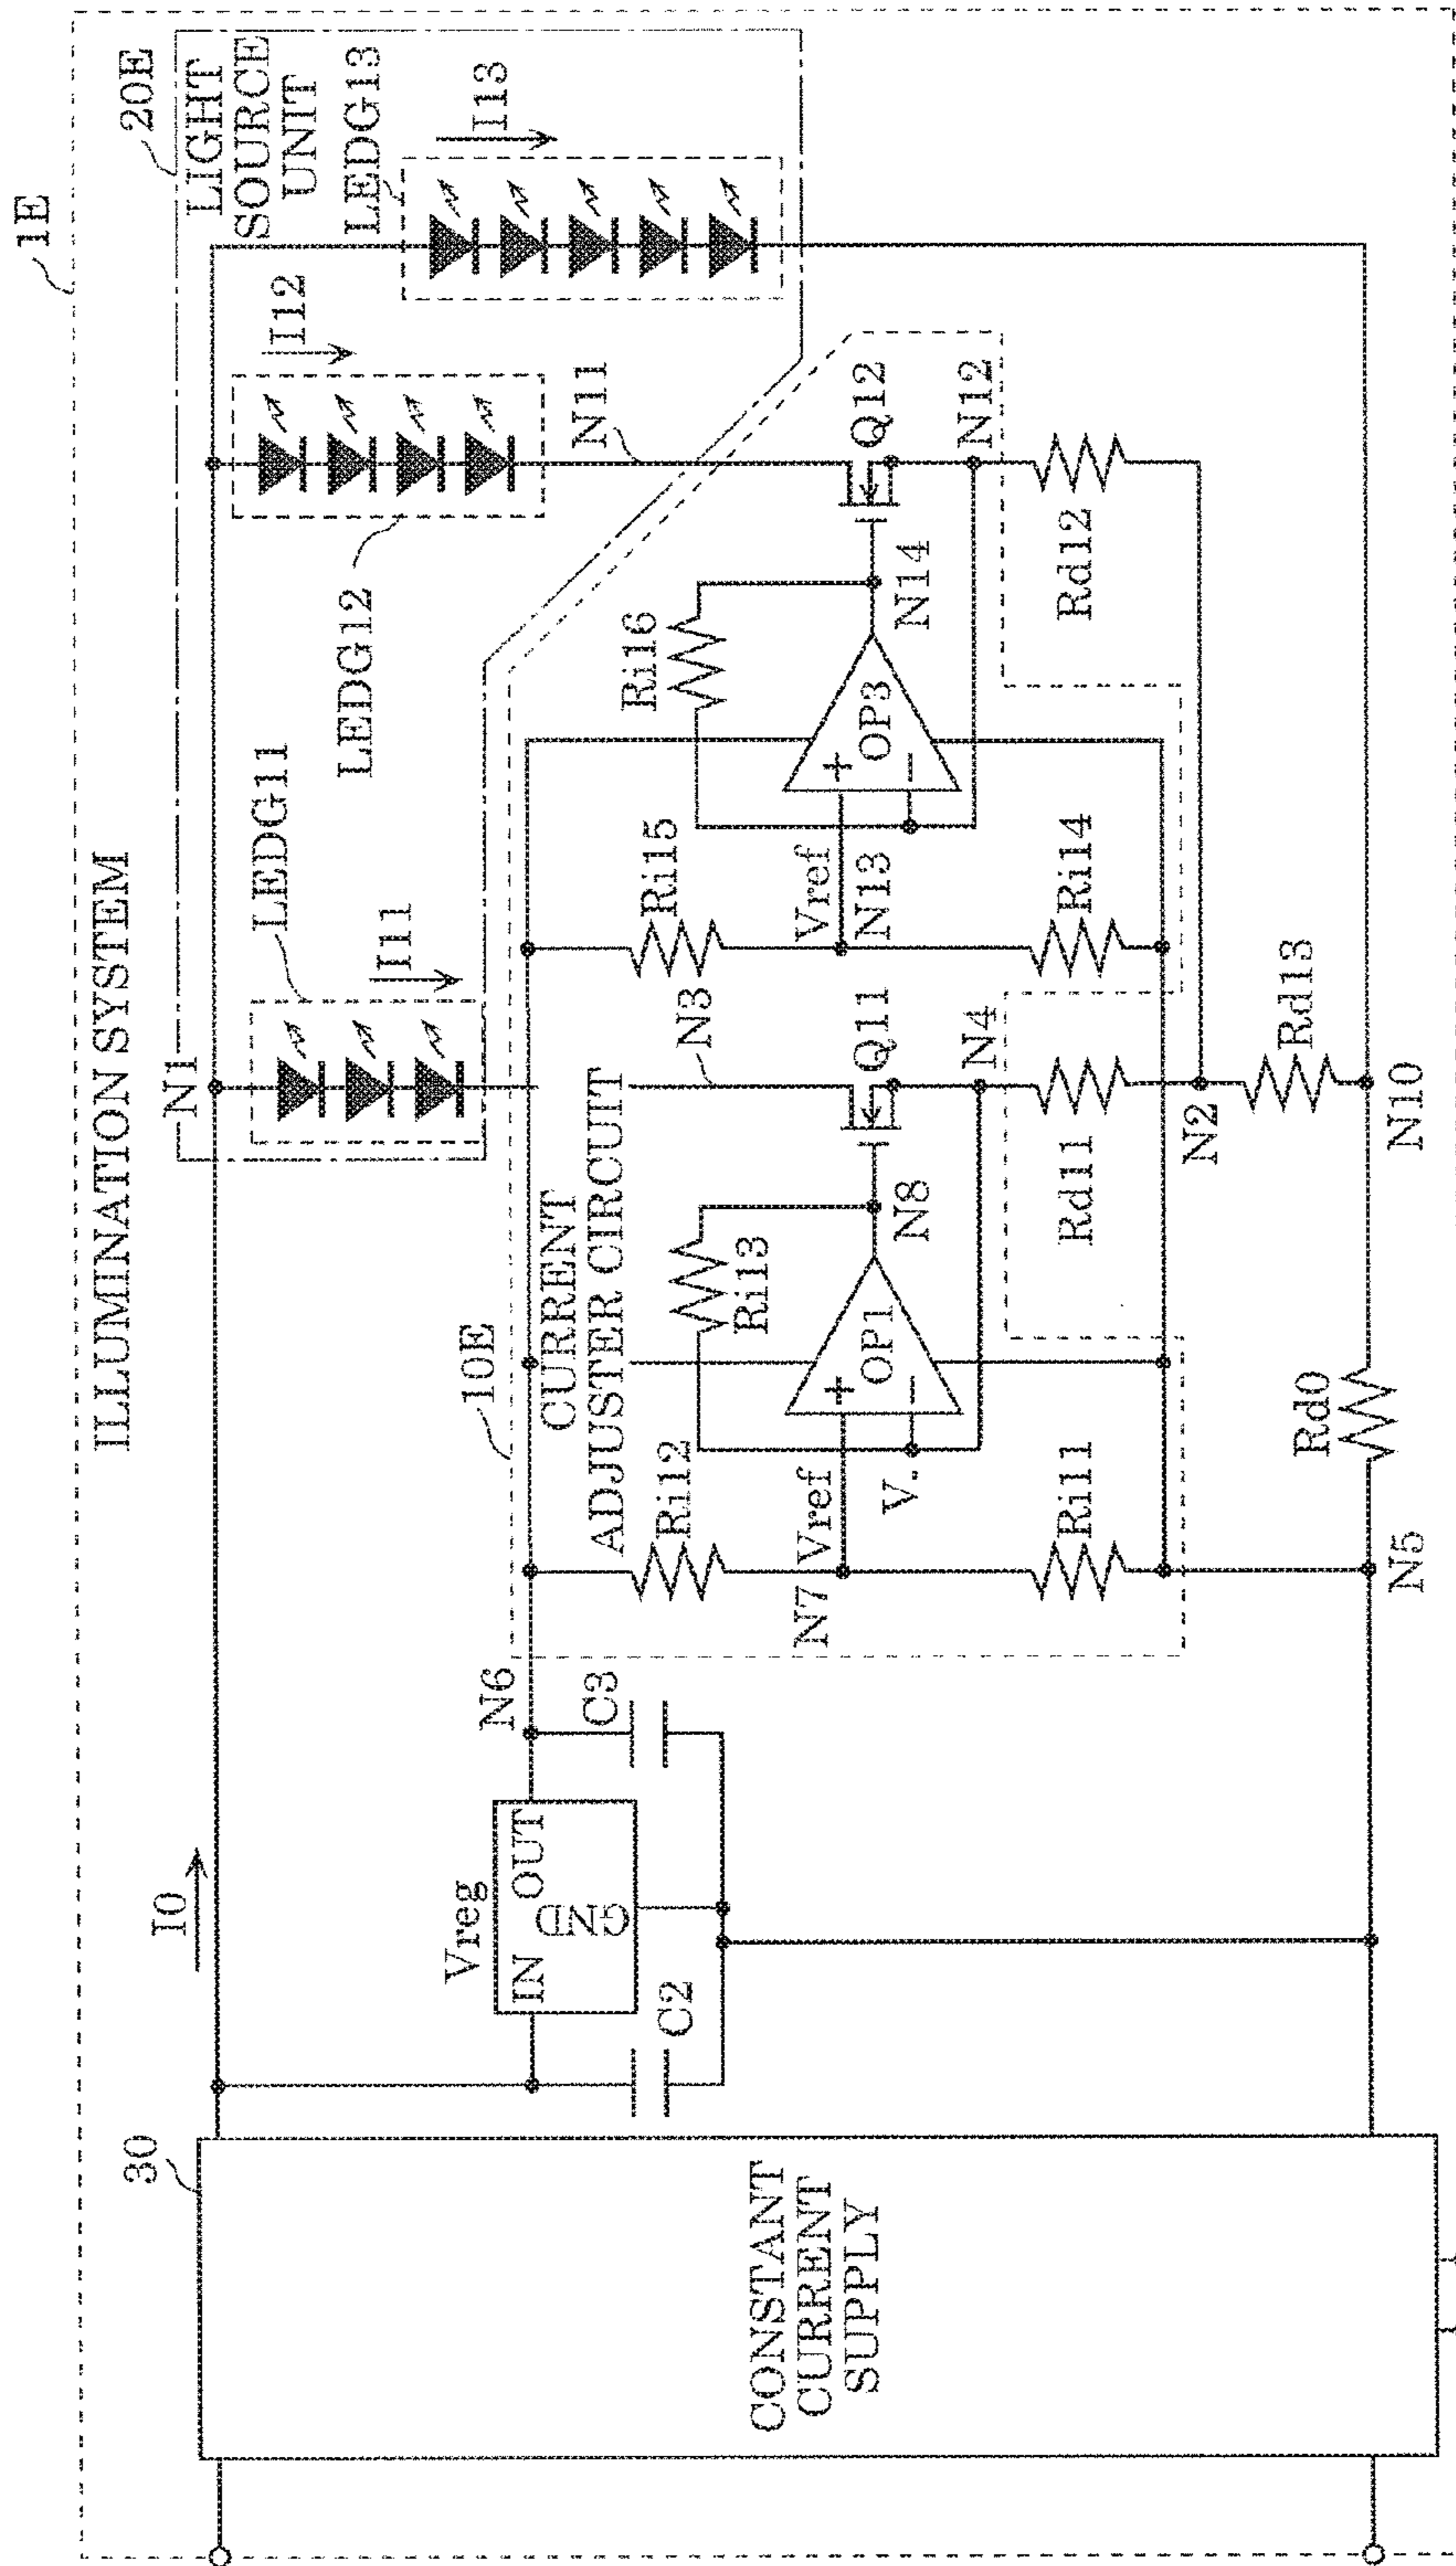 ILLUMINATION SYSTEM
1E
20E
LIGHT
SOURCE
UNIT
N1
LEDG11
I11
LEDG12
I12
LEDG13
I13
30
CONSTANT
CURRENT
SUPPLY
I0
Vreg
IN
OUT
GND
C2
C3
N6
10E
CURRENT
ADJUSTER CIRCUIT
N3
N11
Ri12
Ri13
Ri15
Ri16
N7
Vref
V-
+
−
OP1
N8
Q11
N4
Vref
N13
+
−
OP3
N14
Q12
N12
Ri11
Rd11
Ri14
Rd12
N2
Rd13
N5
Rd0
N10